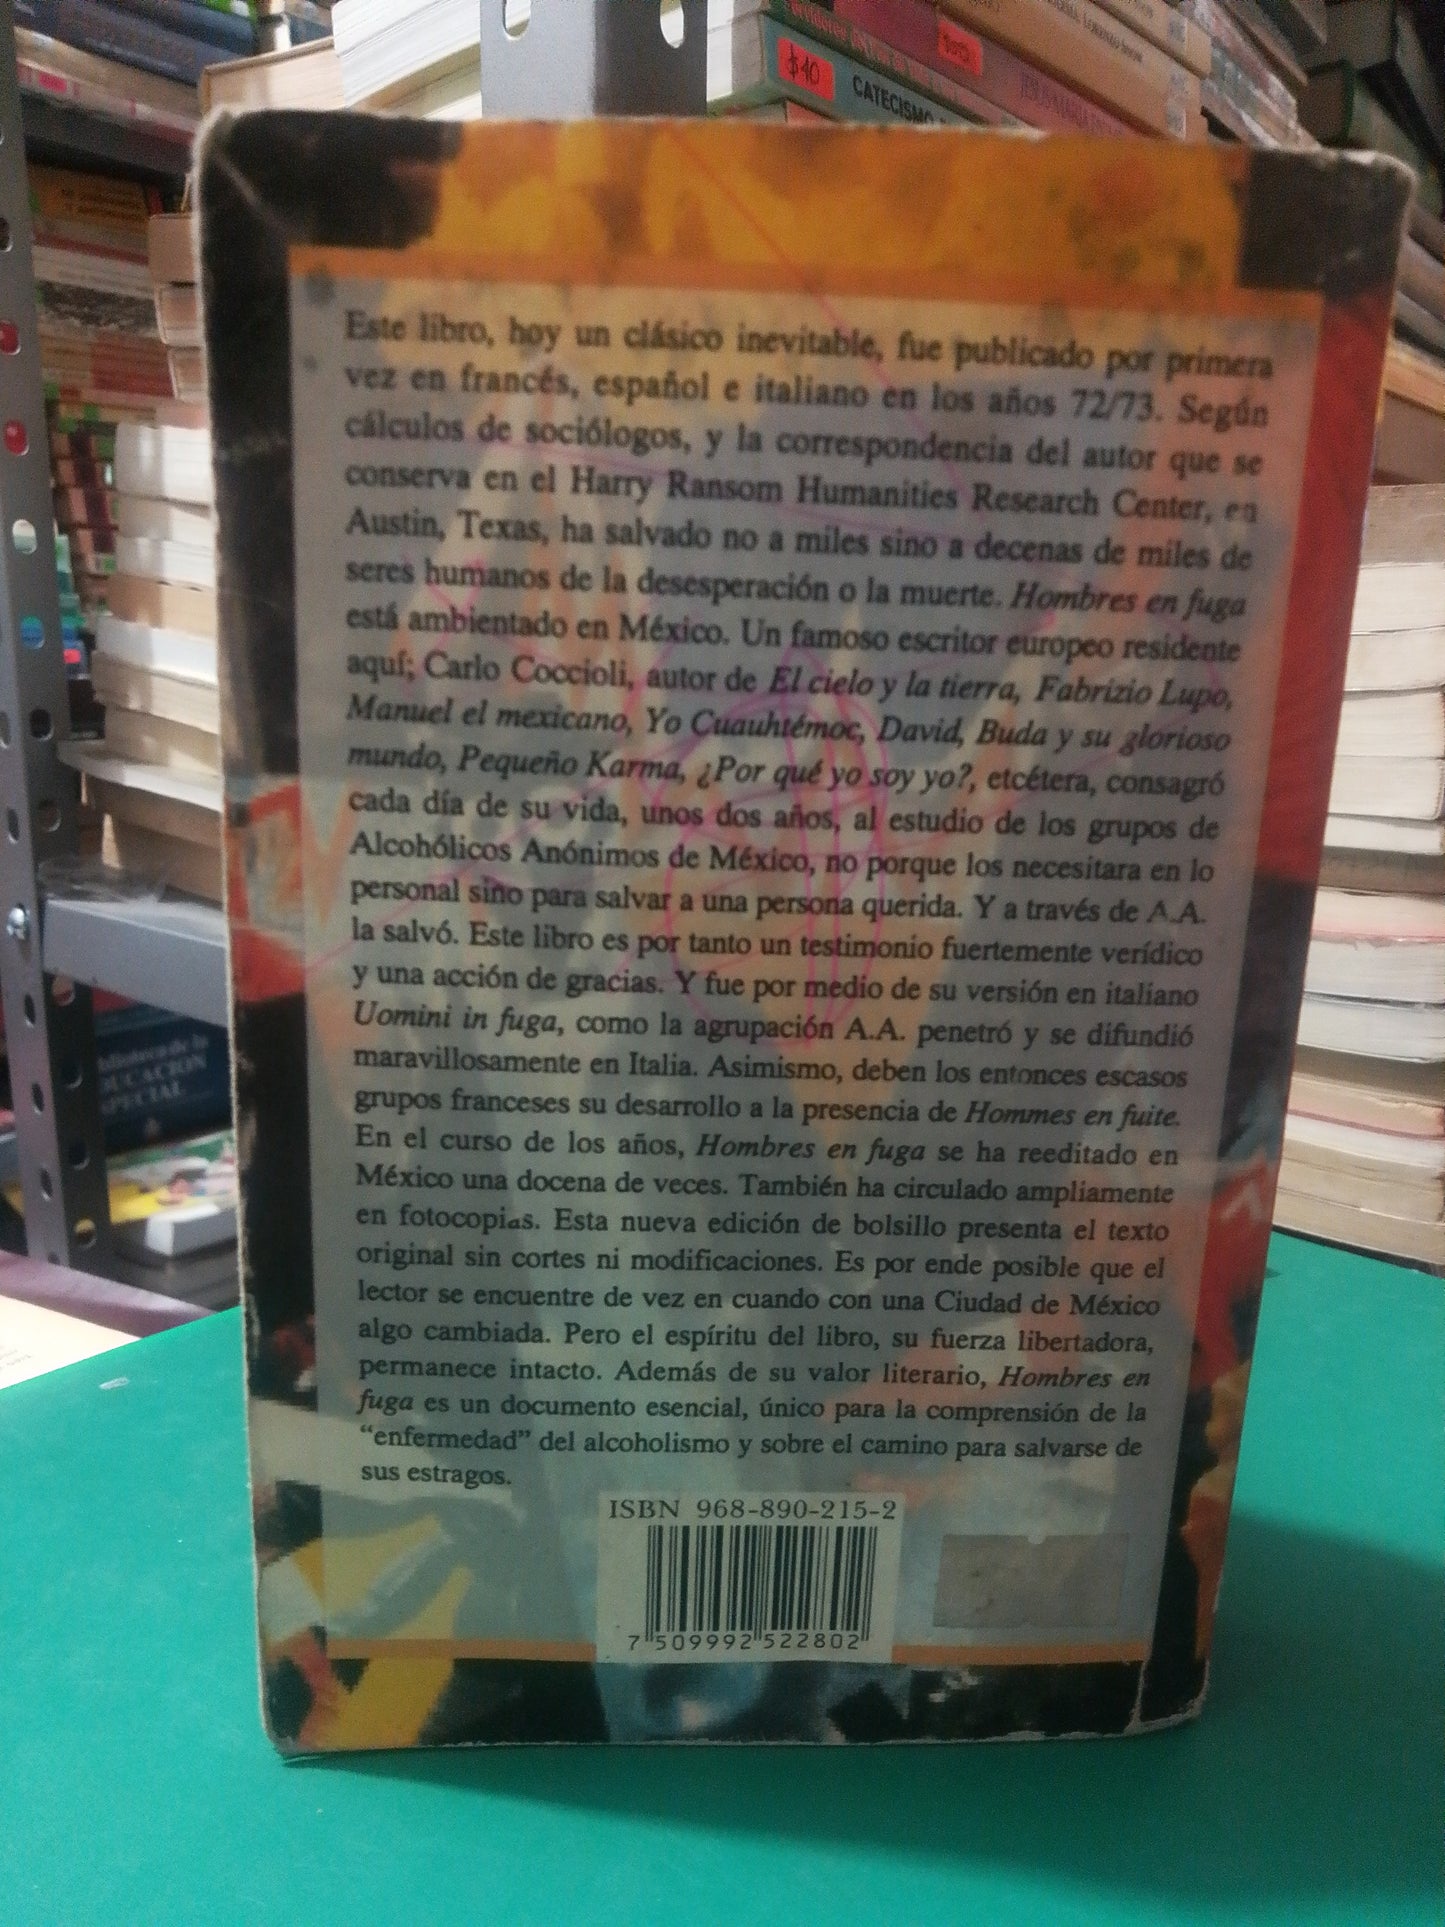 $40
CATECISMO
Este libro, hoy un clásico inevitable, fue publicado por primera
vez en francés, español e italiano en los años 72/73. Según
cálculos de sociólogos, y la correspondencia del autor que se
conserva en el Harry Ransom Humanities Research Center, en
Austin, Texas, ha salvado no a miles sino a decenas de miles de
seres humanos de la desesperación o la muerte. Hombres en fuga
está ambientado en México. Un famoso escritor europeo residente
aquí; Carlo Coccioli, autor de El cielo y la tierra, Fabrizio Lupo,
Manuel el mexicano, Yo Cuauhtémoc, David, Buda y su glorioso
mundo, Pequeño Karma, ¿Por qué yo soy yo?, etcétera, consagró
cada día de su vida, unos dos años, al estudio de los grupos de
Alcohólicos Anónimos de México, no porque los necesitara en lo
personal sino para salvar a una persona querida. Y a través de A.A.
la salvó. Este libro es por tanto un testimonio fuertemente verídico
y una acción de gracias. Y fue por medio de su versión en italiano
Uomini in fuga, como la agrupación A.A. penetró y se difundió
maravillosamente en Italia. Asimismo, deben los entonces escasos
grupos franceses su desarrollo a la presencia de Hommes en fuite.
En el curso de los años, Hombres en fuga se ha reeditado en
México una docena de veces. También ha circulado ampliamente
en fotocopias. Esta nueva edición de bolsillo presenta el texto
original sin cortes ni modificaciones. Es por ende posible que el
lector se encuentre de vez en cuando con una Ciudad de México
algo cambiada. Pero el espíritu del libro, su fuerza libertadora,
permanece intacto. Además de su valor literario, Hombres en
fuga es un documento esencial, único para la comprensión de la
“enfermedad” del alcoholismo y sobre el camino para salvarse de
sus estragos.
ISBN 968-890-215-2
7 509992 522802